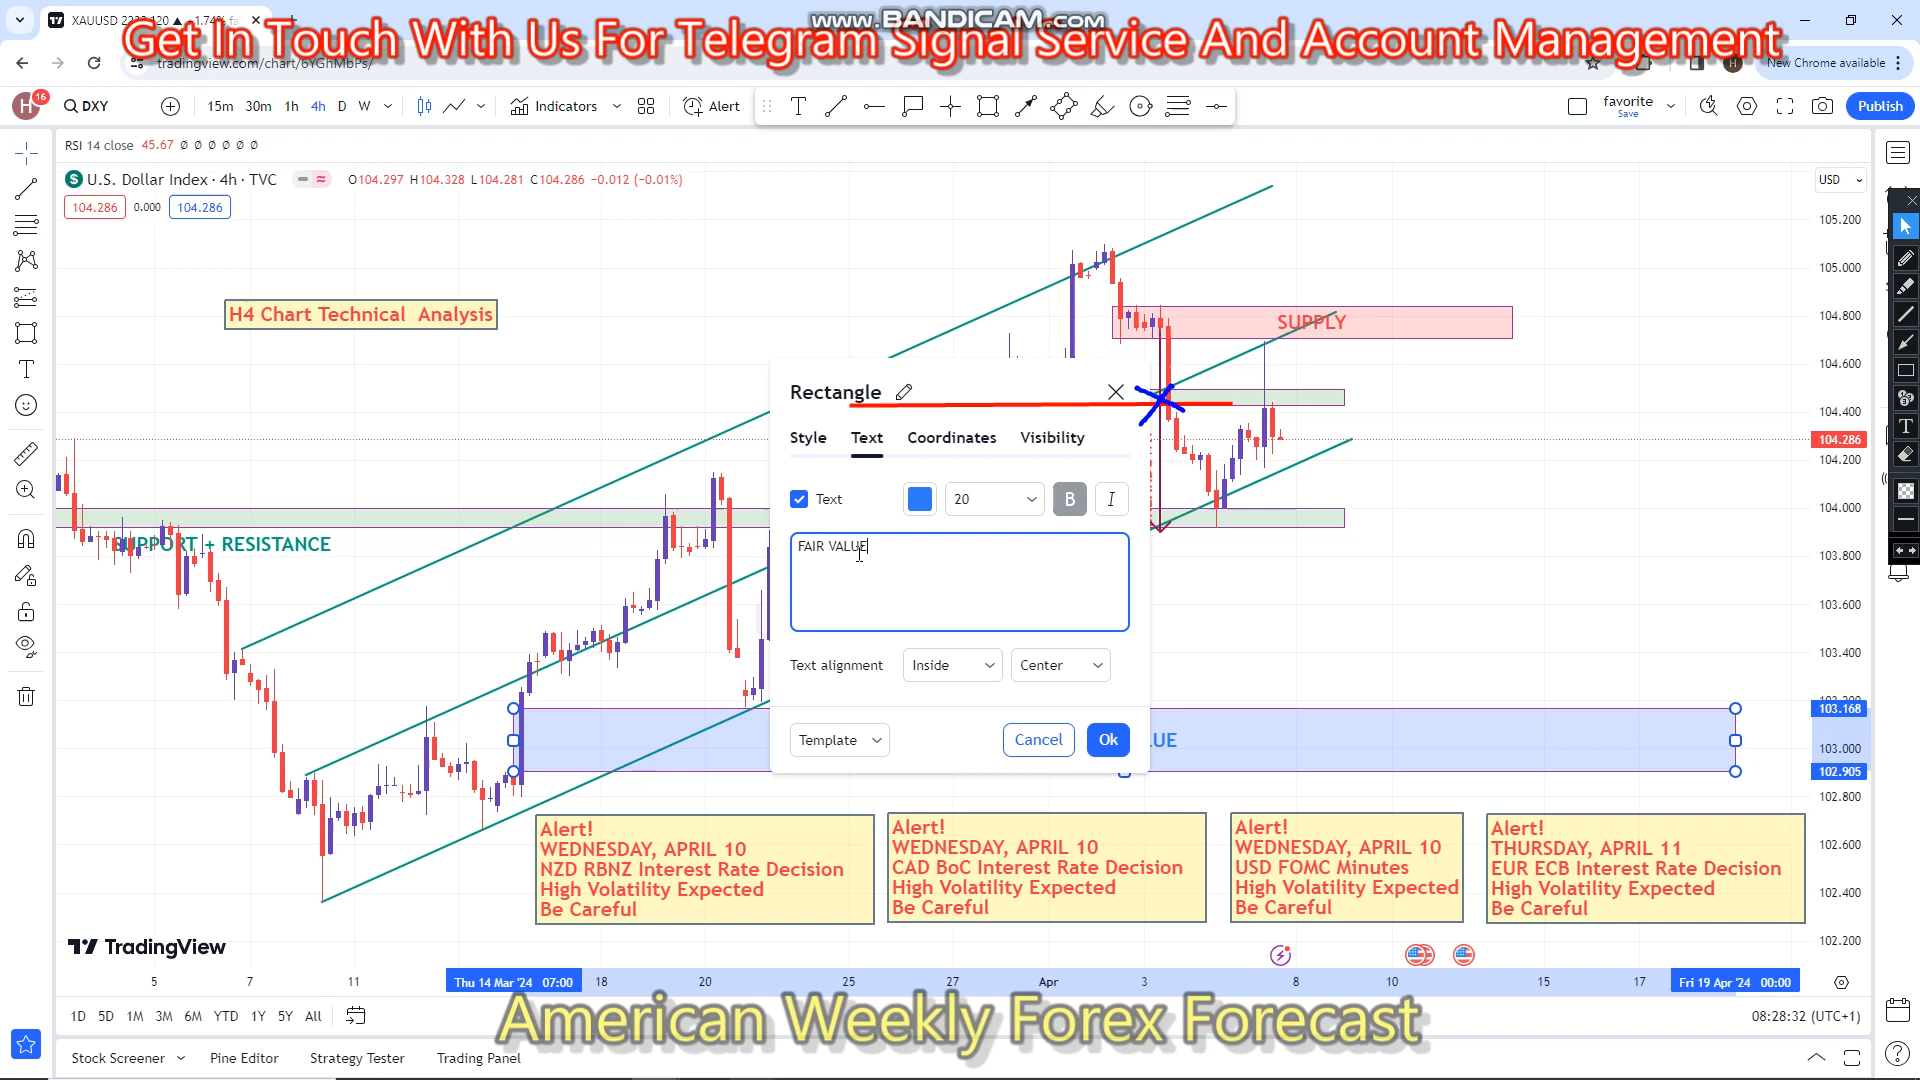 XAUUSD 2
+1.74%
www.BANDICAM.com
Get In Touch With Us For Telegram Signal Service And Account Management
tradingview.com/chart/6YGhMbPs/
New Chrome available
H
16
DXY
15m 30m 1h 4h D W
Indicators
Alert
favorite
Save
Publish
RSI 14 close 45.67 Ø Ø Ø Ø Ø Ø
U.S. Dollar Index · 4h · TVC
O104.297 H104.328 L104.281 C104.286 −0.012 (−0.01%)
104.286 0.000 104.286
USD
105.200
105.000
104.800
104.600
104.400
104.286
104.200
104.000
103.800
103.600
103.400
103.168
103.000
102.905
102.800
102.600
102.400
102.200
H4 Chart Technical Analysis
SUPPLY
SUPPORT + RESISTANCE
Rectangle
Style Text Coordinates Visibility
Text
20
B I
FAIR VALUE
Text alignment
Inside
Center
Template
Cancel
Ok
LUE
Alert!
WEDNESDAY, APRIL 10
NZD RBNZ Interest Rate Decision
High Volatility Expected
Be Careful
Alert!
WEDNESDAY, APRIL 10
CAD BoC Interest Rate Decision
High Volatility Expected
Be Careful
Alert!
WEDNESDAY, APRIL 10
USD FOMC Minutes
High Volatility Expected
Be Careful
Alert!
THURSDAY, APRIL 11
EUR ECB Interest Rate Decision
High Volatility Expected
Be Careful
TradingView
5 7 11 Thu 14 Mar '24 07:00 18 20 25 27 Apr 3 8 10 15 17 Fri 19 Apr '24 00:00
1D 5D 1M 3M 6M YTD 1Y 5Y All
08:28:32 (UTC+1)
American Weekly Forex Forecast
Stock Screener
Pine Editor
Strategy Tester
Trading Panel